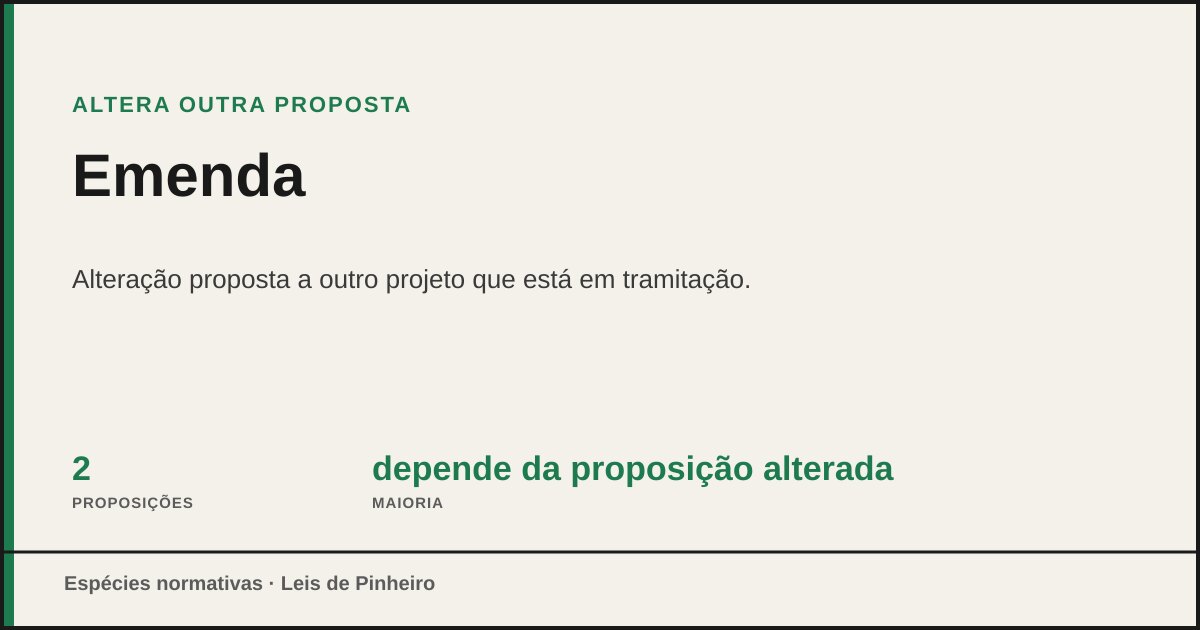 ALTERA OUTRA PROPOSTA
Emenda
Alteração proposta a outro projeto que está em tramitação.
2
PROPOSIÇÕES
depende da proposição alterada
MAIORIA
Espécies normativas · Leis de Pinheiro